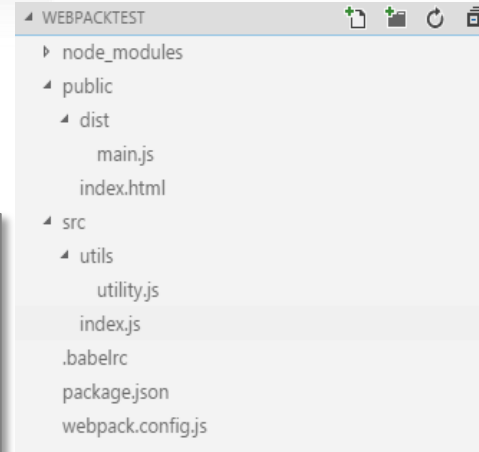 WEBPACKTEST
node_modules
public
dist
main.js
index.html
src
utils
utility.js
index.js
.babelrc
package.json
webpack.config.js